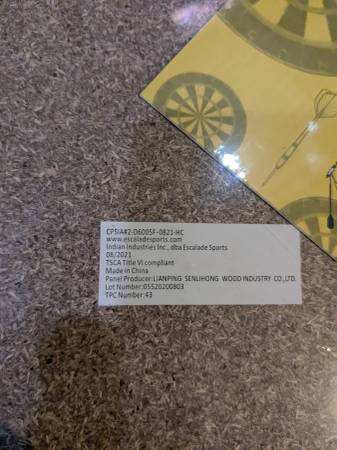 CPSIA#2-D6005F-0821-HC
www.escaladesports.com
Indian Industries Inc., dba Escalade Sports
08/2021
TSCA Title VI compliant
Made in China
Panel Producer:LIANPING SENLIHONG WOOD INDUSTRY CO.,LTD.
Lot Number:05520200803
TPC Number:43